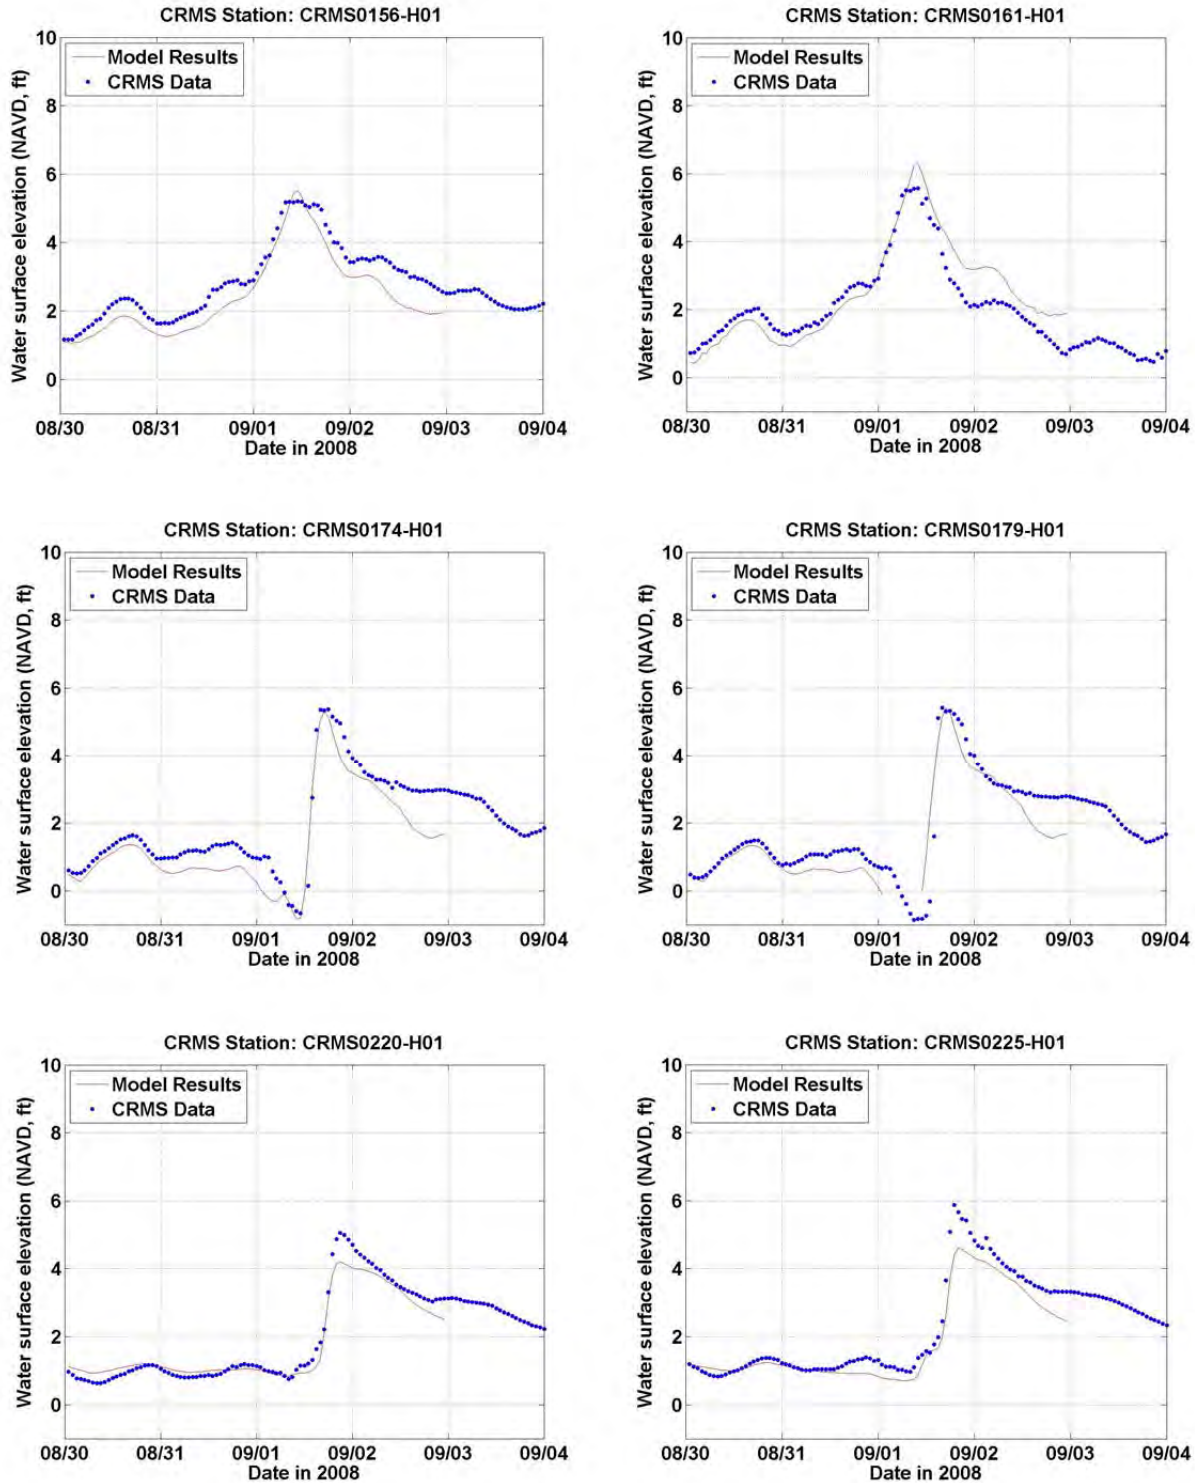 CRMS Station: CRMS0156-H01
10
8
6
4
2
0
Water surface elevation (NAVD, ft)
Model Results
CRMS Data
08/30 08/31 09/01 09/02 09/03 09/04
Date in 2008
CRMS Station: CRMS0161-H01
10
8
6
4
2
0
Water surface elevation (NAVD, ft)
Model Results
CRMS Data
08/30 08/31 09/01 09/02 09/03 09/04
Date in 2008
CRMS Station: CRMS0174-H01
10
8
6
4
2
0
Water surface elevation (NAVD, ft)
Model Results
CRMS Data
08/30 08/31 09/01 09/02 09/03 09/04
Date in 2008
CRMS Station: CRMS0179-H01
10
8
6
4
2
0
Water surface elevation (NAVD, ft)
Model Results
CRMS Data
08/30 08/31 09/01 09/02 09/03 09/04
Date in 2008
CRMS Station: CRMS0220-H01
10
8
6
4
2
0
Water surface elevation (NAVD, ft)
Model Results
CRMS Data
08/30 08/31 09/01 09/02 09/03 09/04
Date in 2008
CRMS Station: CRMS0225-H01
10
8
6
4
2
0
Water surface elevation (NAVD, ft)
Model Results
CRMS Data
08/30 08/31 09/01 09/02 09/03 09/04
Date in 2008